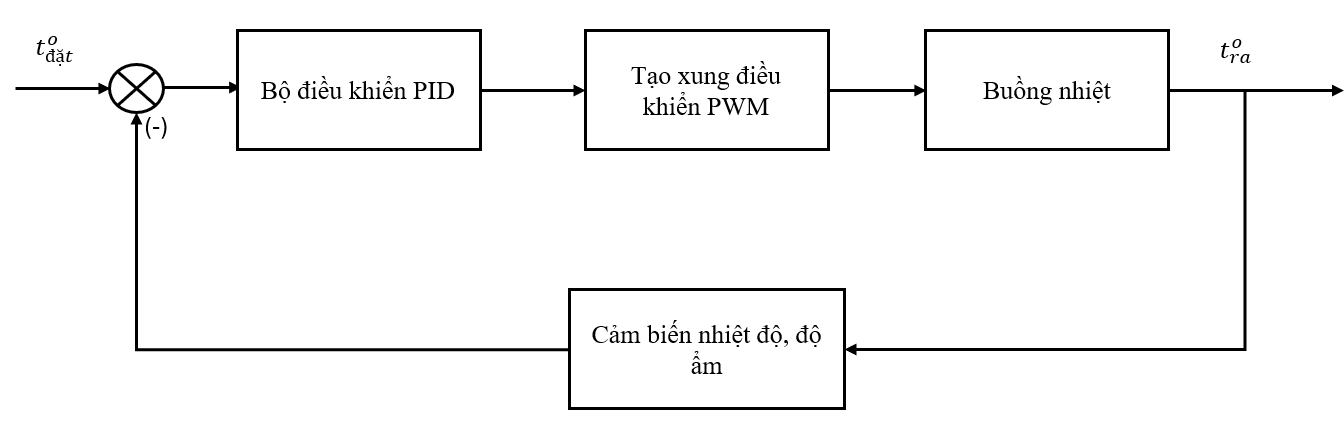 t^o_đặt
t^o_ra
Bộ điều khiển PID
Tạo xung điều
khiển PWM
Buồng nhiệt
(-)
Cảm biến nhiệt độ, độ
ẩm